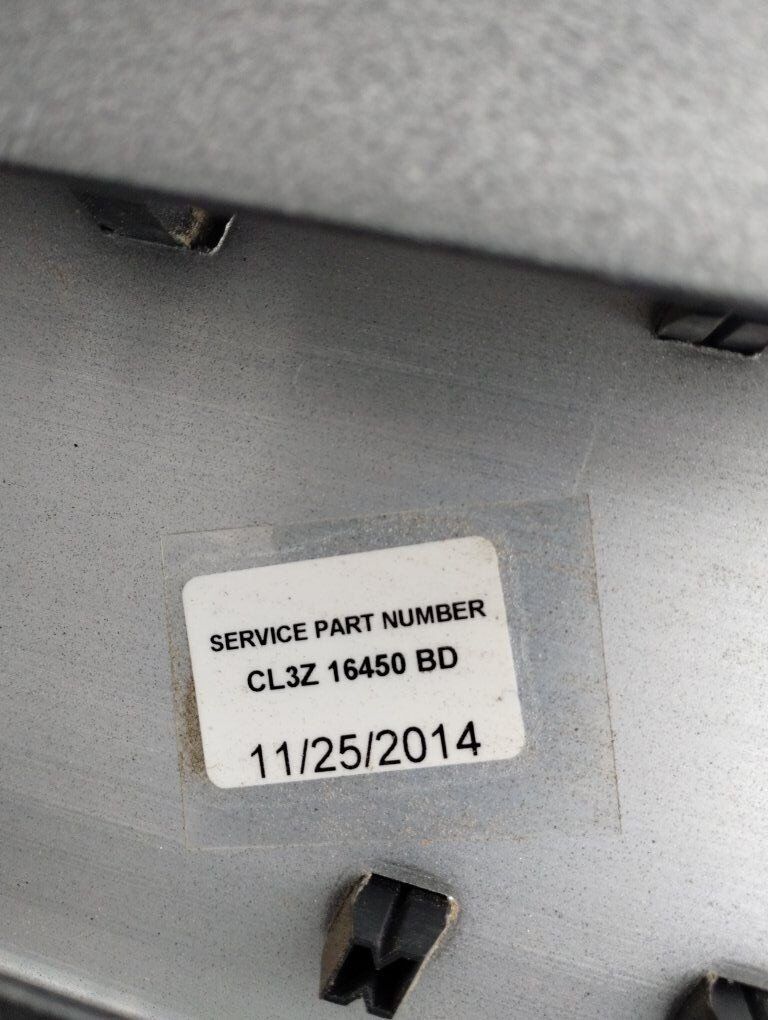 SERVICE PART NUMBER
CL3Z 16450 BD
11/25/2014